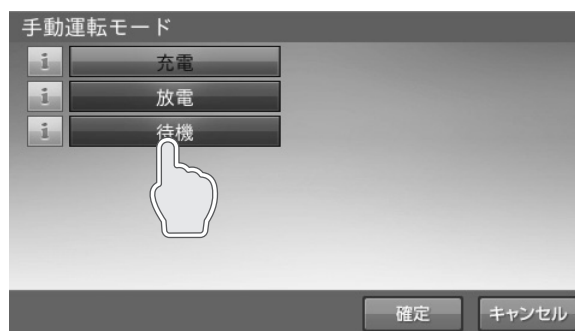 手動運転モード
i 充電
i 放電
i 待機
確定 キャンセル